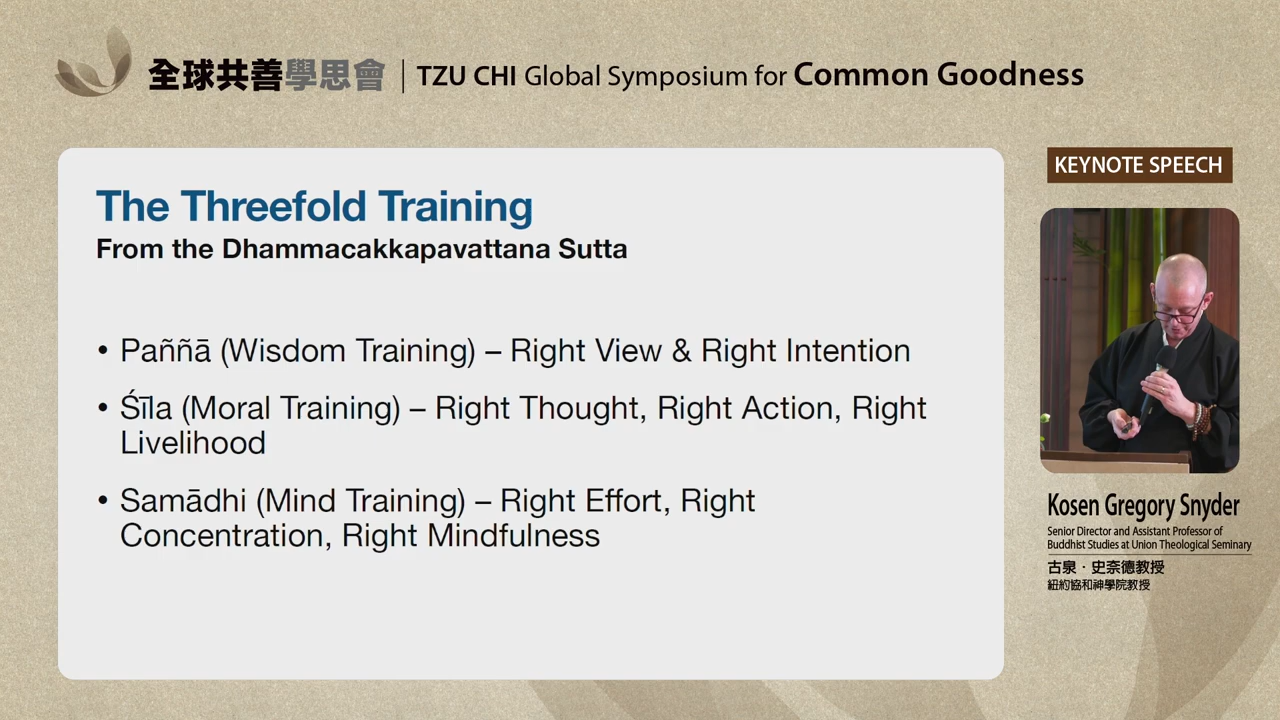 全球共善學思會 | TZU CHI Global Symposium for Common Goodness
The Threefold Training
From the Dhammacakkapavattana Sutta
• Paññā (Wisdom Training) – Right View & Right Intention
• Śīla (Moral Training) – Right Thought, Right Action, Right
Livelihood
• Samādhi (Mind Training) – Right Effort, Right
Concentration, Right Mindfulness
KEYNOTE SPEECH
Kosen Gregory Snyder
Senior Director and Assistant Professor of
Buddhist Studies at Union Theological Seminary
古泉．史奈德教授
紐約協和神學院教授